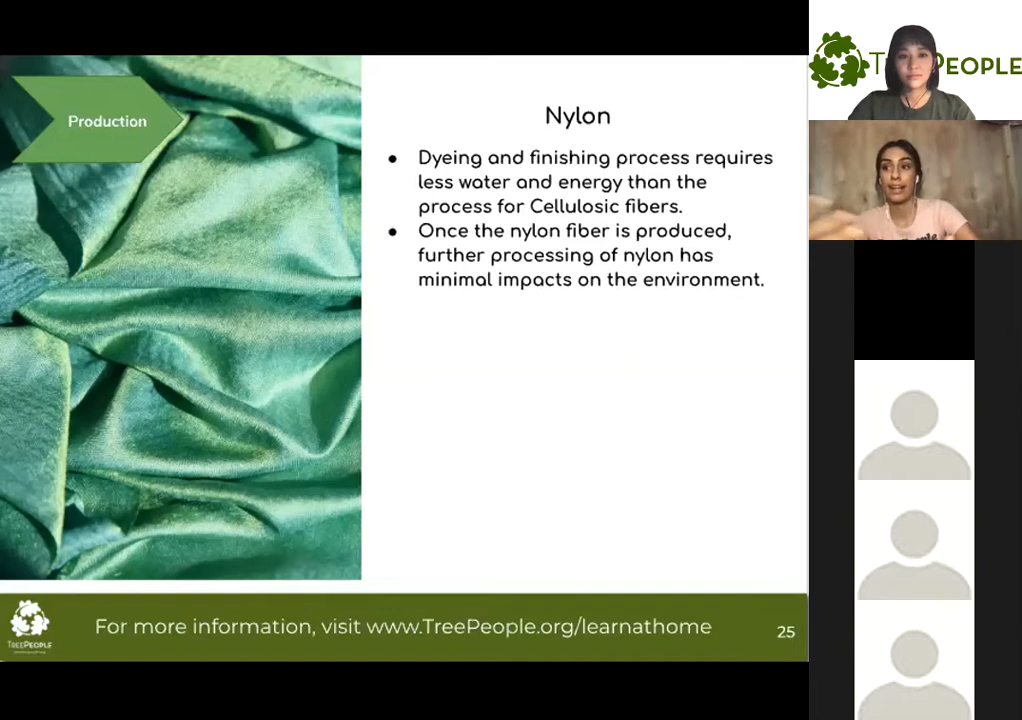 Production
Nylon
● Dyeing and finishing process requires
less water and energy than the
process for Cellulosic fibers.
● Once the nylon fiber is produced,
further processing of nylon has
minimal impacts on the environment.
TREEPEOPLE
For more information, visit www.TreePeople.org/learnathome
25